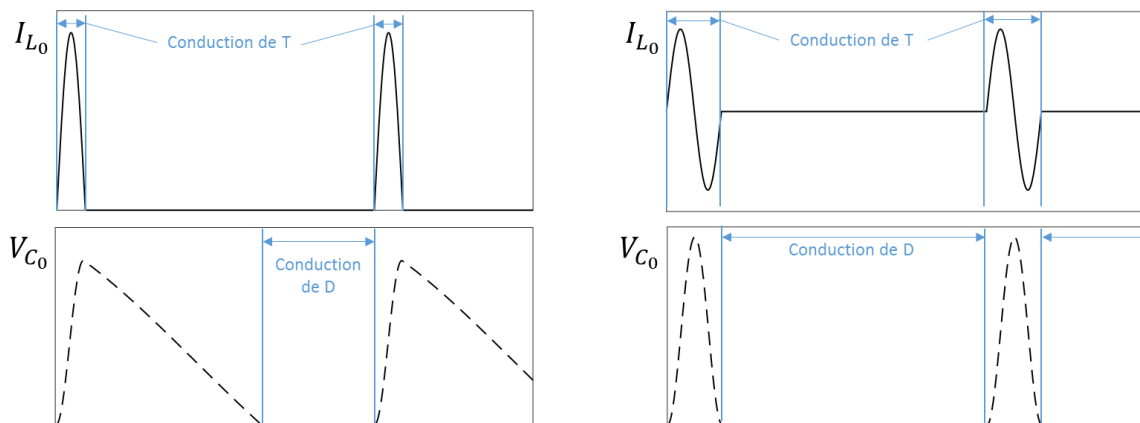 I_{L_0}
Conduction de T
V_{C_0}
Conduction
de D
I_{L_0}
Conduction de T
V_{C_0}
Conduction de D